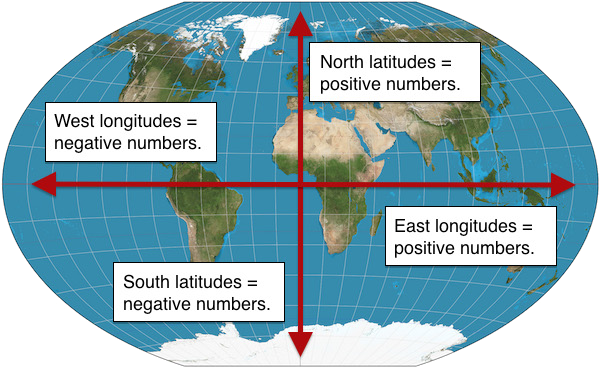 North latitudes =
positive numbers.
West longitudes =
negative numbers.
East longitudes =
positive numbers.
South latitudes =
negative numbers.